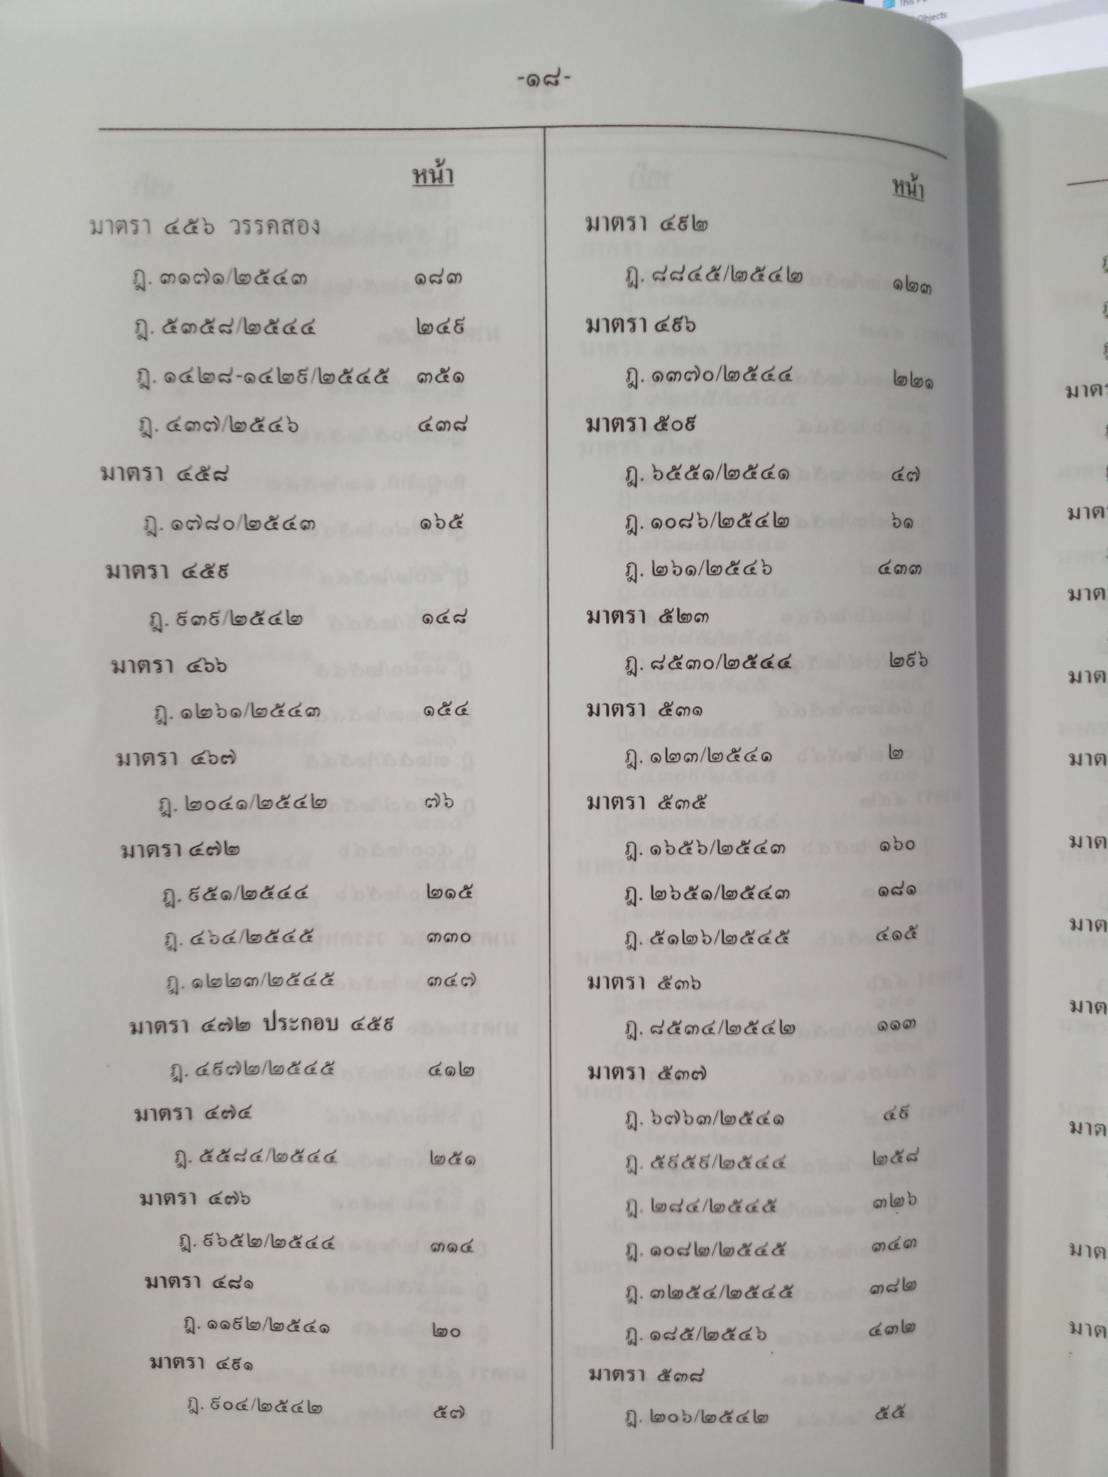 -๑๘-
หน้า
มาตรา ๔๕๖ วรรคสอง
ฎ. ๓๑๗๑/๒๕๔๓ ๑๘๓
ฎ. ๕๓๕๘/๒๕๔๔ ๒๔๙
ฎ. ๑๔๒๘-๑๔๒๙/๒๕๔๕ ๓๕๑
ฎ. ๔๓๗/๒๕๔๖ ๔๓๘
มาตรา ๔๕๘
ฎ. ๑๗๘๐/๒๕๔๓ ๑๖๕
มาตรา ๔๕๙
ฎ. ๙๓๙/๒๕๔๒ ๑๔๘
มาตรา ๔๖๖
ฎ. ๑๒๖๑/๒๕๔๓ ๑๕๔
มาตรา ๔๖๗
ฎ. ๒๐๔๑/๒๕๔๒ ๗๖
มาตรา ๔๗๒
ฎ. ๙๕๑/๒๕๔๔ ๒๑๕
ฎ. ๔๖๔/๒๕๔๕ ๓๓๐
ฎ. ๑๒๒๓/๒๕๔๕ ๓๔๗
มาตรา ๔๗๒ ประกอบ ๔๕๙
ฎ. ๔๙๗๒/๒๕๔๕ ๔๑๒
มาตรา ๔๗๔
ฎ. ๕๕๘๔/๒๕๔๔ ๒๕๑
มาตรา ๔๗๖
ฎ. ๙๖๕๒/๒๕๔๔ ๓๑๔
มาตรา ๔๘๑
ฎ. ๑๑๙๒/๒๕๔๑ ๒๐
มาตรา ๔๙๑
ฎ. ๙๐๔/๒๕๔๒ ๕๗
หน้า
มาตรา ๔๙๒
ฎ. ๘๘๔๕/๒๕๔๒ ๑๒๓
มาตรา ๔๙๖
ฎ. ๑๓๗๐/๒๕๔๔ ๒๒๑
มาตรา ๕๐๙
ฎ. ๖๕๕๑/๒๕๔๑ ๔๗
ฎ. ๑๐๘๖/๒๕๔๒ ๖๑
ฎ. ๒๖๑/๒๕๔๖ ๔๓๓
มาตรา ๕๒๓
ฎ. ๘๕๓๐/๒๕๔๔ ๒๙๖
มาตรา ๕๓๑
ฎ. ๑๒๓/๒๕๔๑ ๒
มาตรา ๕๓๕
ฎ. ๑๖๕๖/๒๕๔๓ ๑๖๐
ฎ. ๒๖๕๑/๒๕๔๓ ๑๘๑
ฎ. ๕๑๒๖/๒๕๔๕ ๔๑๕
มาตรา ๕๓๖
ฎ. ๘๕๓๔/๒๕๔๒ ๑๑๓
มาตรา ๕๓๗
ฎ. ๖๗๖๓/๒๕๔๑ ๔๙
ฎ. ๕๙๕๙/๒๕๔๔ ๒๕๘
ฎ. ๒๘๔/๒๕๔๕ ๓๒๖
ฎ. ๑๐๘๒/๒๕๔๕ ๓๔๓
ฎ. ๓๒๕๔/๒๕๔๕ ๓๘๒
ฎ. ๑๘๕/๒๕๔๖ ๔๓๒
มาตรา ๕๓๘
ฎ. ๒๐๖/๒๕๔๒ ๕๕